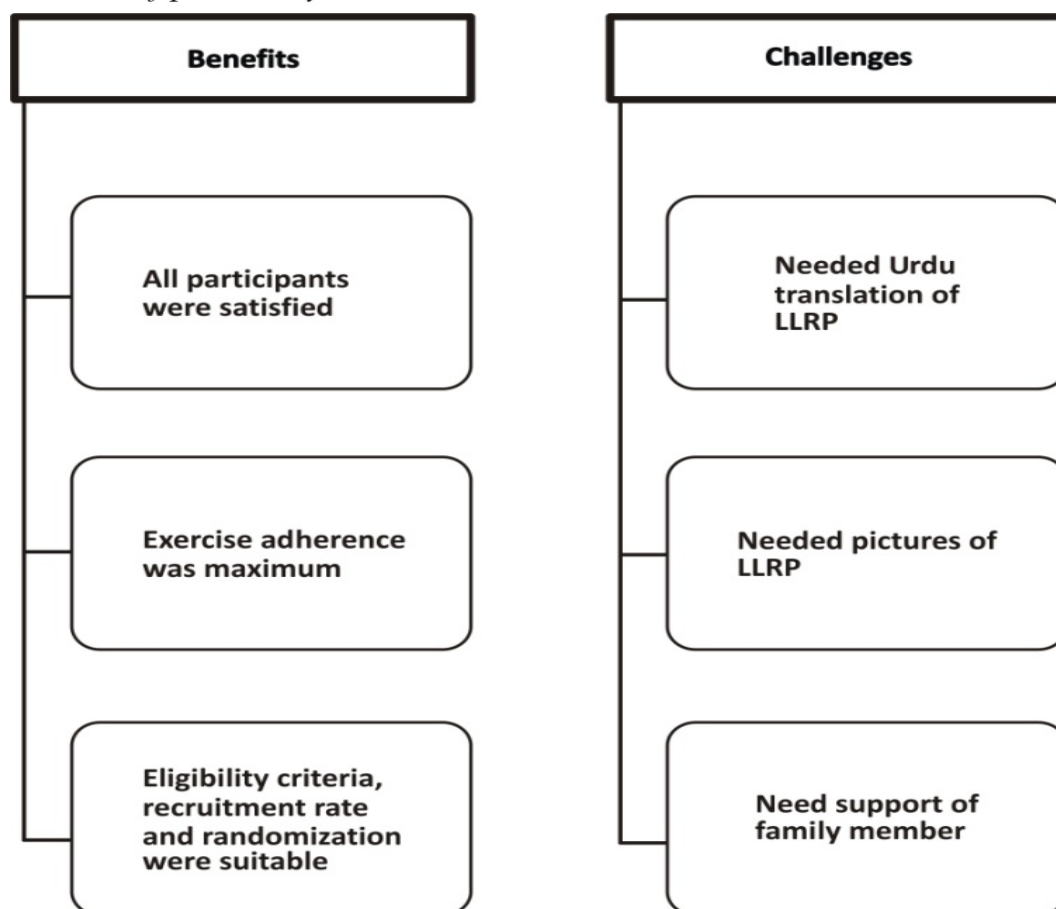 Benefits
All participants
were satisfied
Exercise adherence
was maximum
Eligibility criteria,
recruitment rate
and randomization
were suitable
Challenges
Needed Urdu
translation of
LLRP
Needed pictures of
LLRP
Need support of
family member